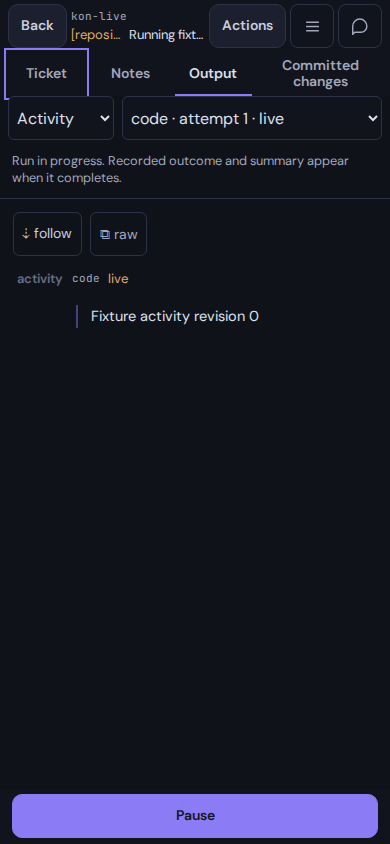 Back
kon-live
[reposi… Running fixt…
Actions
Ticket
Notes
Output
Committed
changes
Activity
code · attempt 1 · live
Run in progress. Recorded outcome and summary appear
when it completes.
⇣ follow
⧉ raw
activity code live
Fixture activity revision 0
Pause